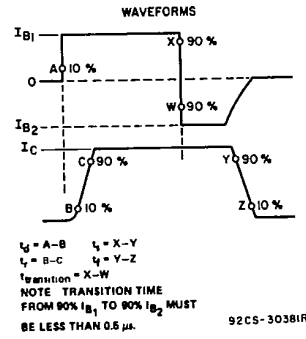 WAVEFORMS
I_B1
X 90 %
A 10 %
0
W 90 %
I_B2
I_C
C 90 %
Y 90 %
B 10 %
Z 10 %
t_d = A-B   t_s = X-Y
t_r = B-C   t_f = Y-Z
t_transition = X-W
NOTE TRANSITION TIME
FROM 90% I_B1 TO 90% I_B2 MUST
BE LESS THAN 0.5 µs.
92CS-30381R